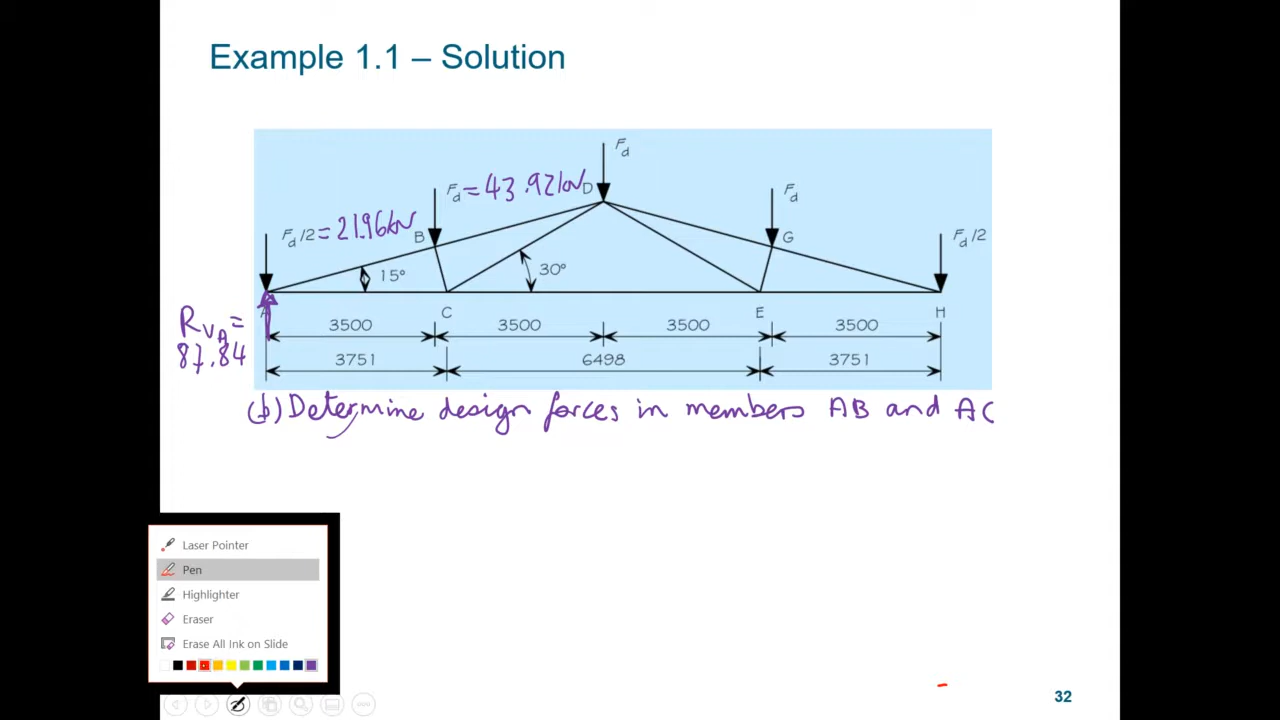 Example 1.1 – Solution
Fd
Fd = 43.92kN D
Fd
Fd/2 = 21.96kN B
G
Fd/2
15°
30°
A
C
E
H
RVA =
87.84
3500
3500
3500
3500
3751
6498
3751
(b) Determine design forces in members AB and AC
Laser Pointer
Pen
Highlighter
Eraser
Erase All Ink on Slide
32